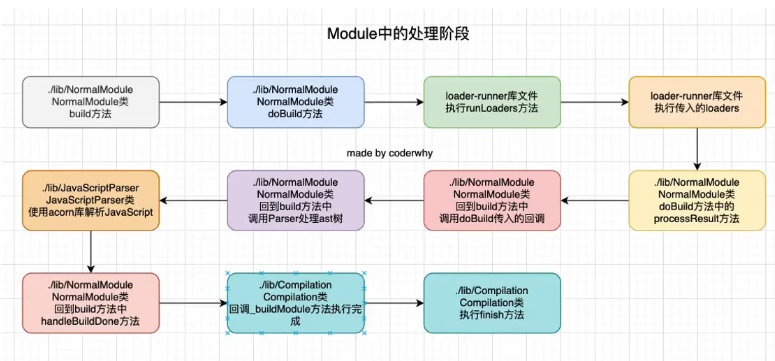 Module中的处理阶段
./lib/NormalModule
NormalModule类
build方法
./lib/NormalModule
NormalModule类
doBuild方法
loader-runner库文件
执行runLoaders方法
loader-runner库文件
执行传入的loaders
made by coderwhy
./lib/NormalModule
NormalModule类
doBuild方法中的
processResult方法
./lib/NormalModule
NormalModule类
回到build方法中
调用doBuild传入的回调
./lib/NormalModule
NormalModule类
回到build方法中
调用Parser处理ast树
./lib/JavaScriptParser
JavaScriptParser类
使用acorn库解析JavaScript
./lib/NormalModule
NormalModule类
回到build方法中
handleBuildDone方法
./lib/Compilation
Compilation类
回调_buildModule方法执行完
成
./lib/Compilation
Compilation类
执行finish方法